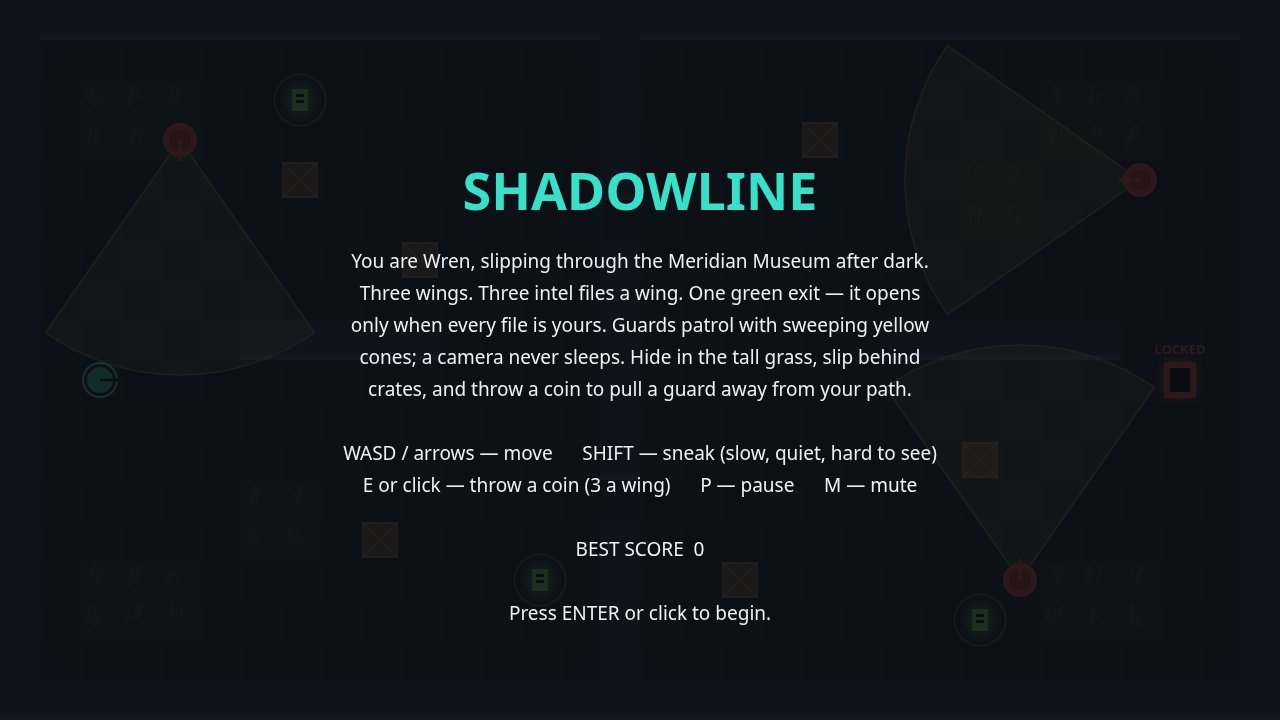 SHADOWLINE
You are Wren, slipping through the Meridian Museum after dark.
Three wings. Three intel files a wing. One green exit — it opens
only when every file is yours. Guards patrol with sweeping yellow
cones; a camera never sleeps. Hide in the tall grass, slip behind
LOCKED
crates, and throw a coin to pull a guard away from your path.
WASD / arrows — move SHIFT — sneak (slow, quiet, hard to see)
E or click — throw a coin (3 a wing) P — pause M — mute
BEST SCORE 0
Press ENTER or click to begin.